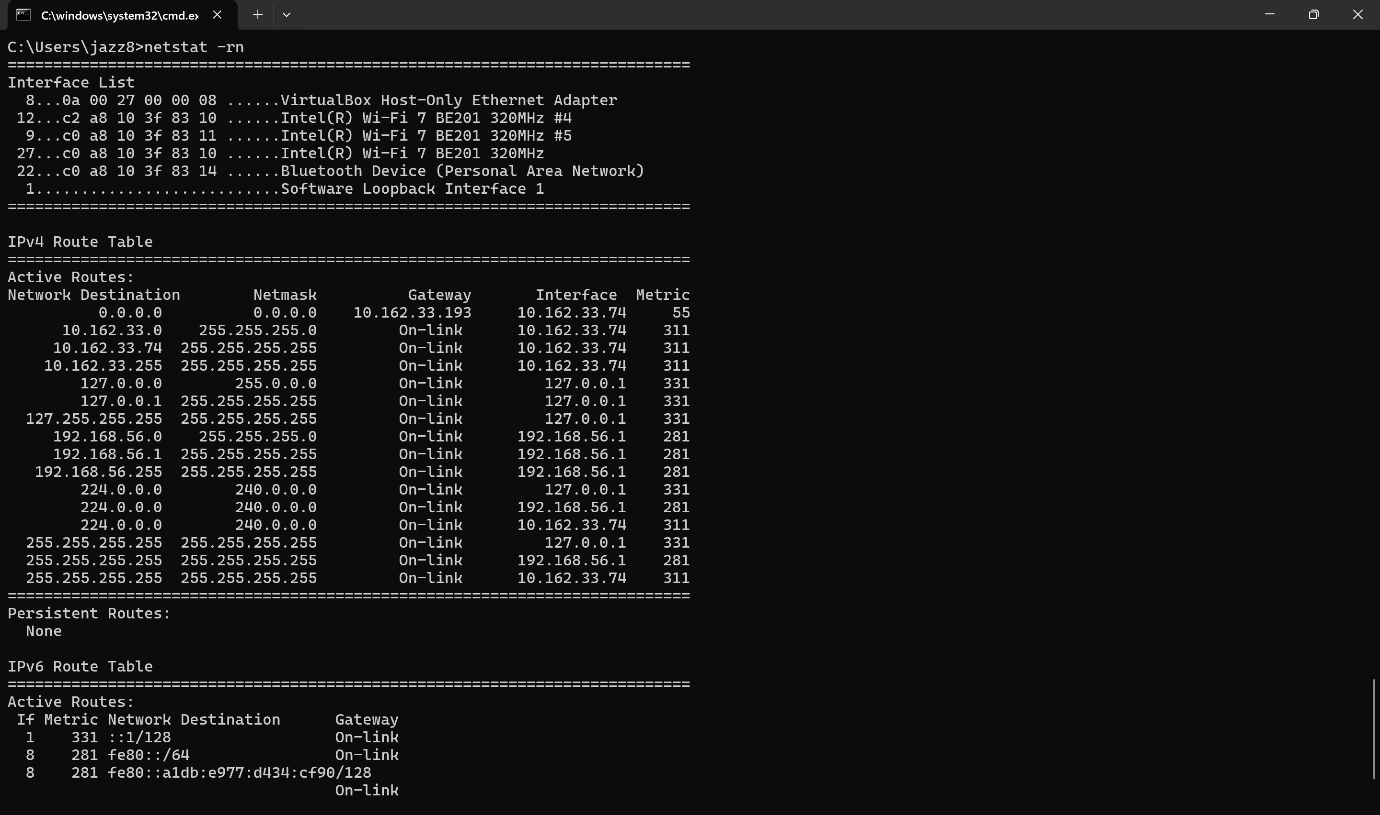 C:\windows\system32\cmd.ex
C:\Users\jazz8>netstat -rn
===========================================================================
Interface List
  8...0a 00 27 00 00 08 ......VirtualBox Host-Only Ethernet Adapter
 12...c2 a8 10 3f 83 10 ......Intel(R) Wi-Fi 7 BE201 320MHz #4
  9...c0 a8 10 3f 83 11 ......Intel(R) Wi-Fi 7 BE201 320MHz #5
 27...c0 a8 10 3f 83 10 ......Intel(R) Wi-Fi 7 BE201 320MHz
 22...c0 a8 10 3f 83 14 ......Bluetooth Device (Personal Area Network)
  1...........................Software Loopback Interface 1
===========================================================================
IPv4 Route Table
===========================================================================
Active Routes:
Network Destination        Netmask          Gateway       Interface  Metric
          0.0.0.0          0.0.0.0    10.162.33.193     10.162.33.74     55
      10.162.33.0    255.255.255.0         On-link      10.162.33.74    311
     10.162.33.74  255.255.255.255         On-link      10.162.33.74    311
    10.162.33.255  255.255.255.255         On-link      10.162.33.74    311
        127.0.0.0        255.0.0.0         On-link         127.0.0.1    331
        127.0.0.1  255.255.255.255         On-link         127.0.0.1    331
  127.255.255.255  255.255.255.255         On-link         127.0.0.1    331
     192.168.56.0    255.255.255.0         On-link      192.168.56.1    281
     192.168.56.1  255.255.255.255         On-link      192.168.56.1    281
   192.168.56.255  255.255.255.255         On-link      192.168.56.1    281
        224.0.0.0        240.0.0.0         On-link         127.0.0.1    331
        224.0.0.0        240.0.0.0         On-link      192.168.56.1    281
        224.0.0.0        240.0.0.0         On-link      10.162.33.74    311
  255.255.255.255  255.255.255.255         On-link         127.0.0.1    331
  255.255.255.255  255.255.255.255         On-link      192.168.56.1    281
  255.255.255.255  255.255.255.255         On-link      10.162.33.74    311
===========================================================================
Persistent Routes:
  None
IPv6 Route Table
===========================================================================
Active Routes:
 If Metric Network Destination      Gateway
  1    331 ::1/128                  On-link
  8    281 fe80::/64                On-link
  8    281 fe80::a1db:e977:d434:cf90/128
                                    On-link